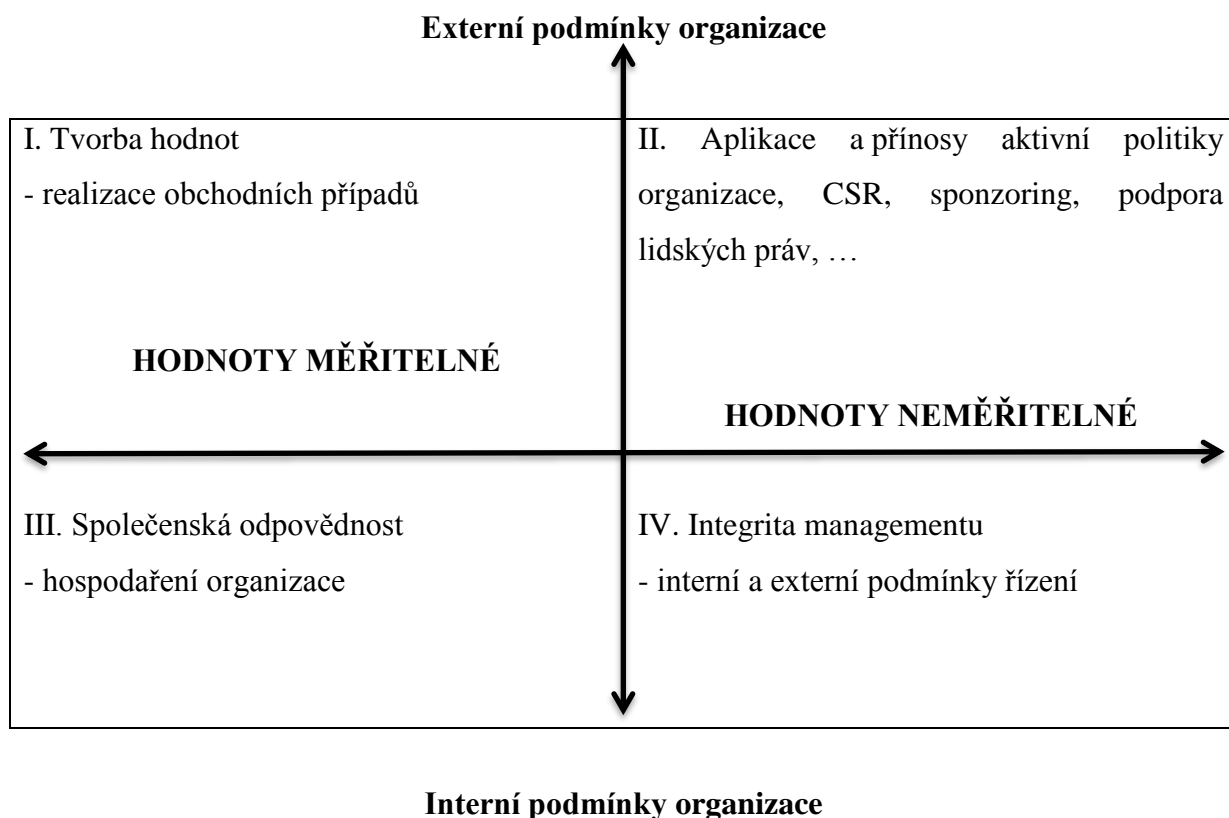 Externí podmínky organizace
I. Tvorba hodnot
- realizace obchodních případů
II. Aplikace a přínosy aktivní politiky
organizace, CSR, sponzoring, podpora
lidských práv, …
HODNOTY MĚŘITELNÉ
HODNOTY NEMĚŘITELNÉ
III. Společenská odpovědnost
- hospodaření organizace
IV. Integrita managementu
- interní a externí podmínky řízení
Interní podmínky organizace